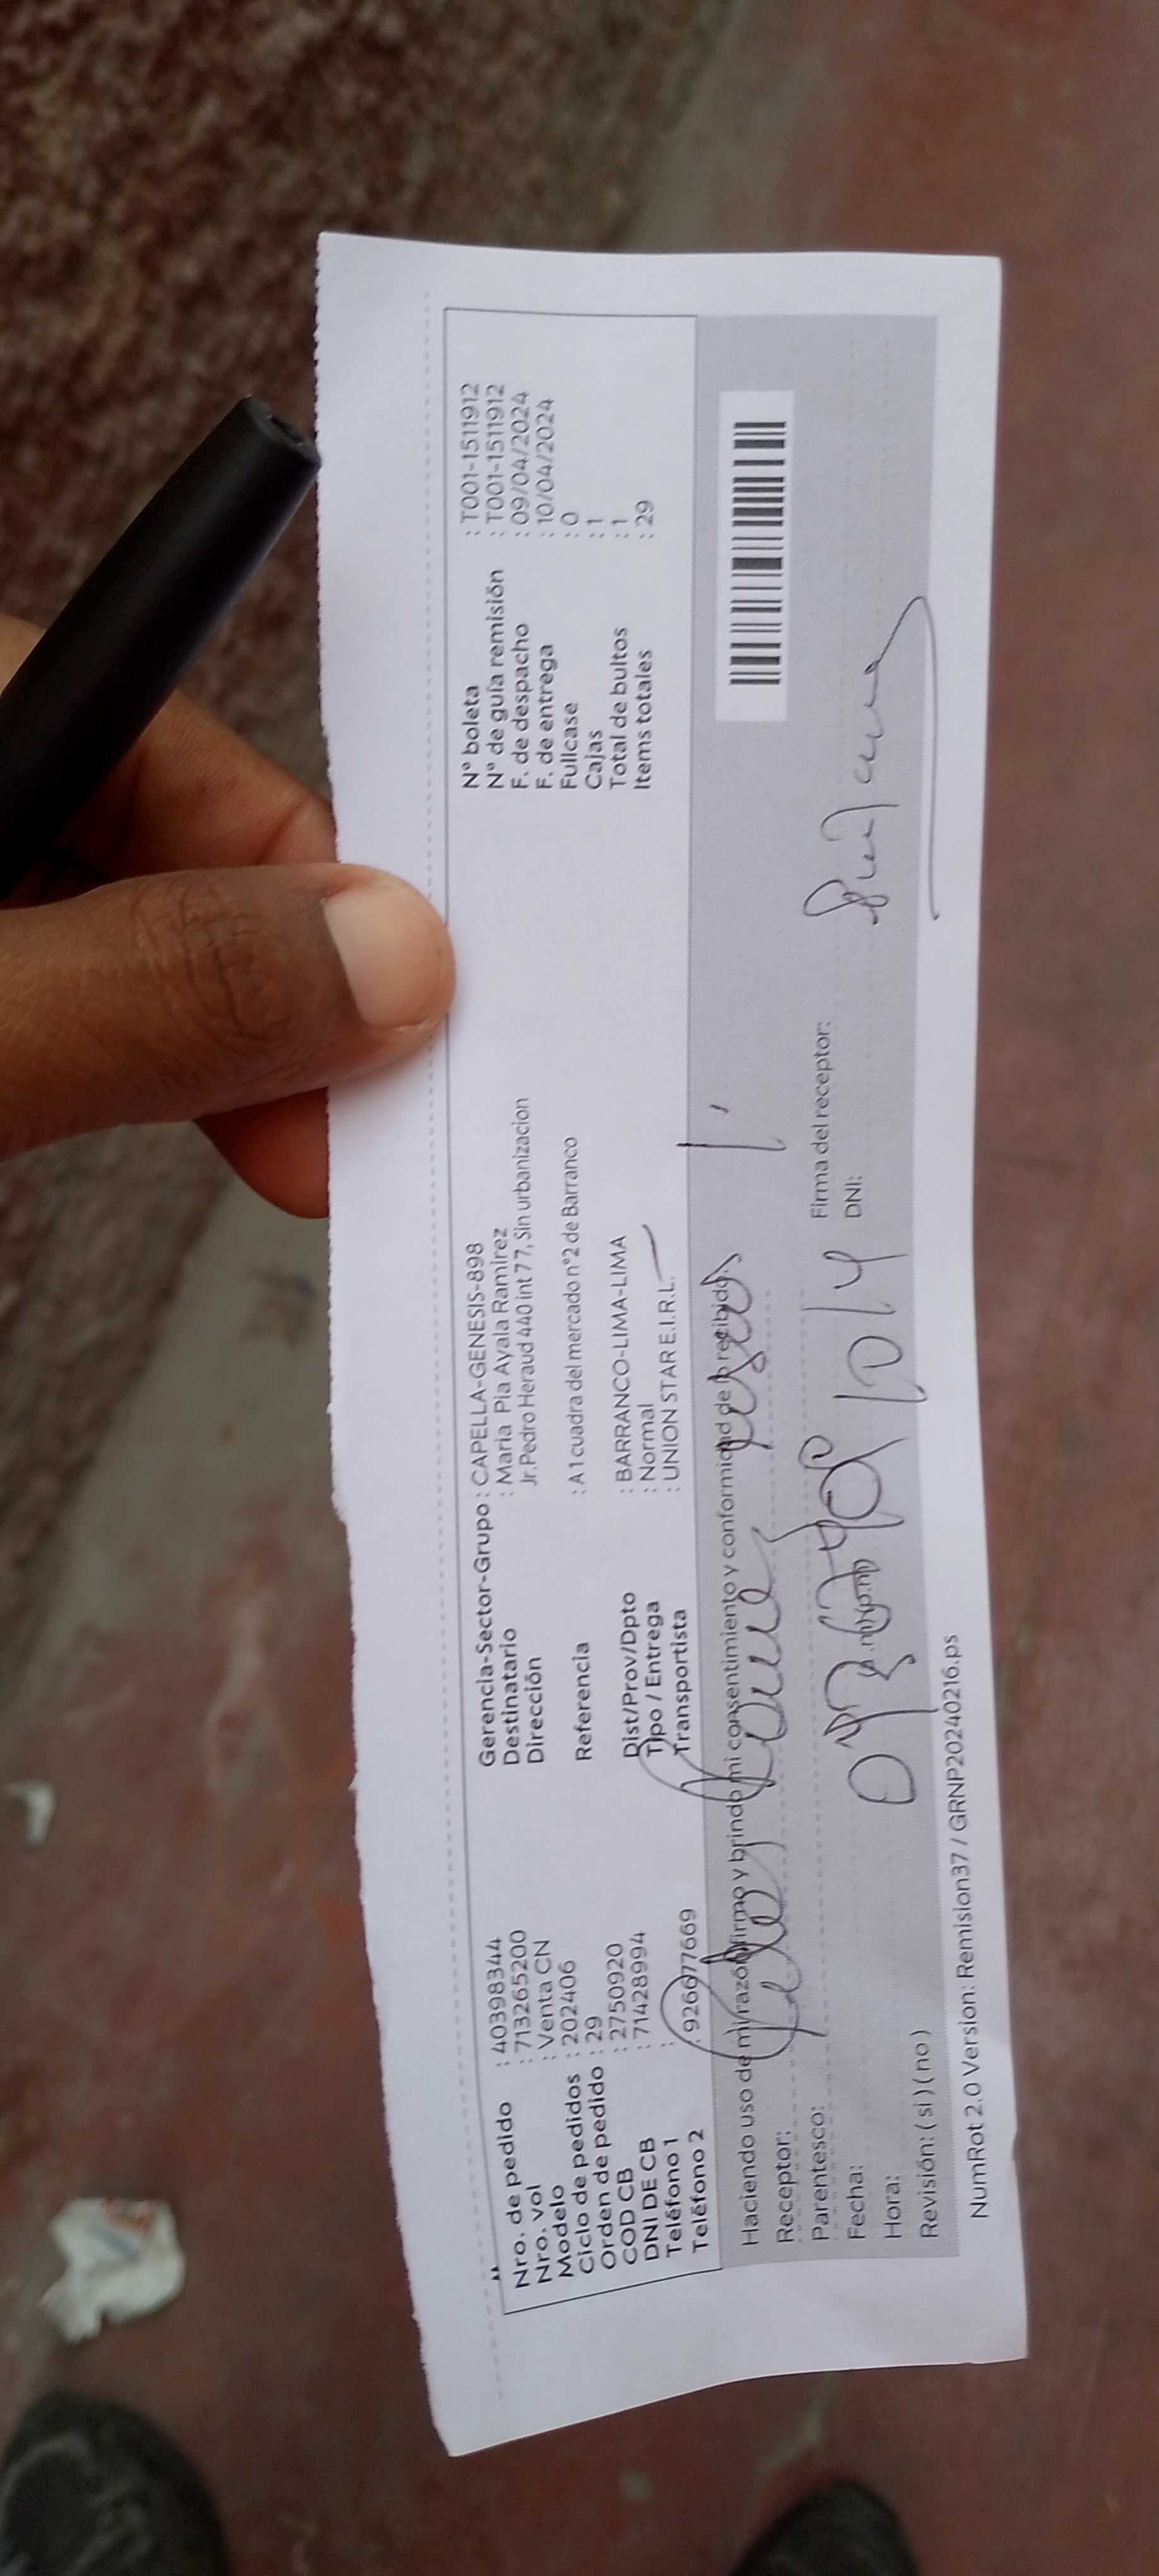 Nro. de pedido : 40398344
Nro. vol : 713265200
Modelo : Venta CN
Ciclo de pedidos : 202406
Orden de pedido : 29
COD CB : 2750920
DNI DE CB : 71428994
Teléfono 1 :
Teléfono 2 : 926677669
Gerencia-Sector-Grupo : CAPELLA-GENESIS-898
Destinatario : Maria Pia Ayala Ramirez
Dirección Jr.Pedro Heraud 440 int 7 7, Sin urbanizacion
Referencia : A 1 cuadra del mercado n°2 de Barranco
Dist/Prov/Dpto : BARRANCO-LIMA-LIMA
Tipo / Entrega : Normal
Transportista : UNION STAR E.I.R.L.
N° boleta : T001-1511912
N° de guía remisión : T001-1511912
F. de despacho : 09/04/2024
F. de entrega : 10/04/2024
Fullcase : 0
Cajas : 1
Total de bultos : 1
Items totales : 29
Haciendo uso de mi razón firmo y brindo mi consentimiento y conformidad de lo recibido.
Receptor:
Parentesco:
Fecha: 10/4
Hora:
Revisión: ( si ) ( no )
Firma del receptor:
DNI:
NumRot 2.0 Version: Remision37 / GRNP20240216.ps